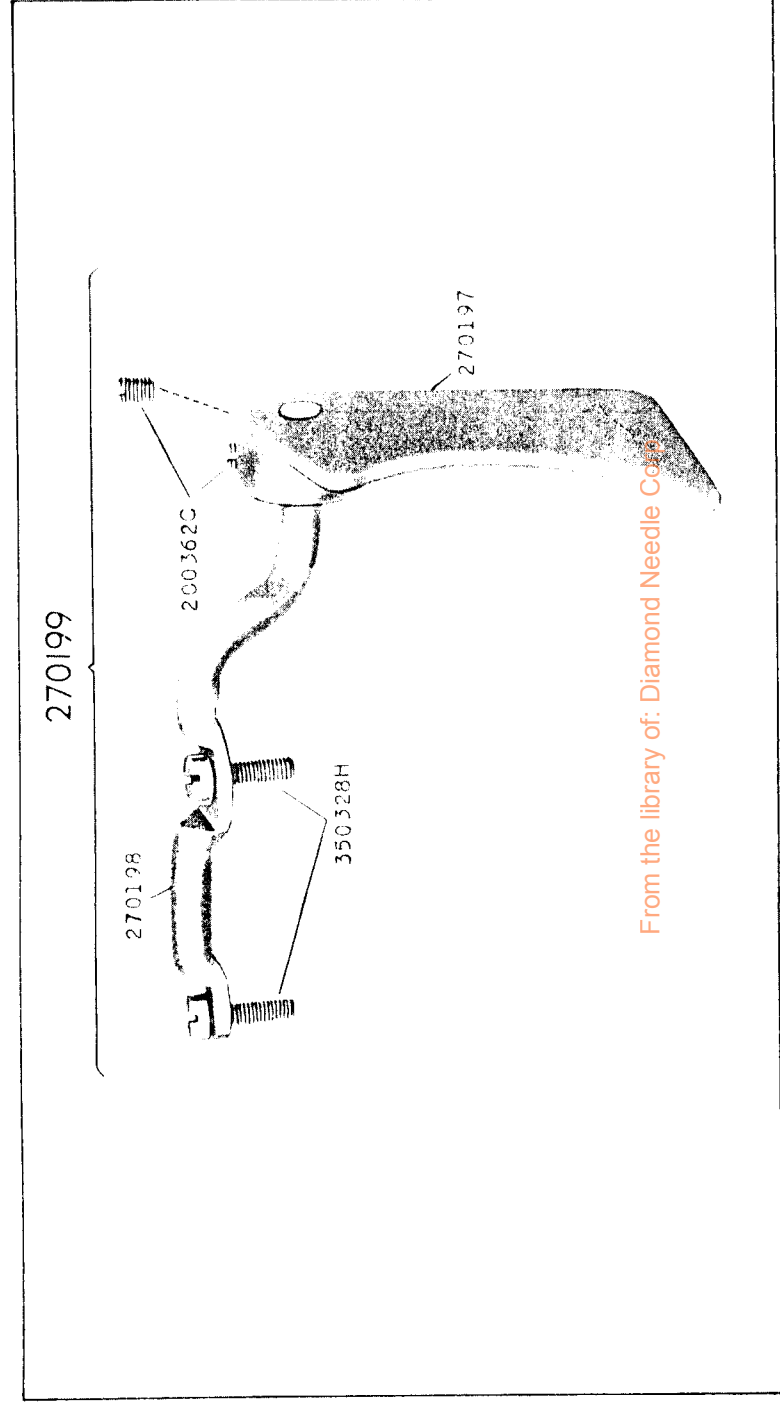 270199
200362C
270197
270198
350328H
From the library of: Diamond Needle Corp